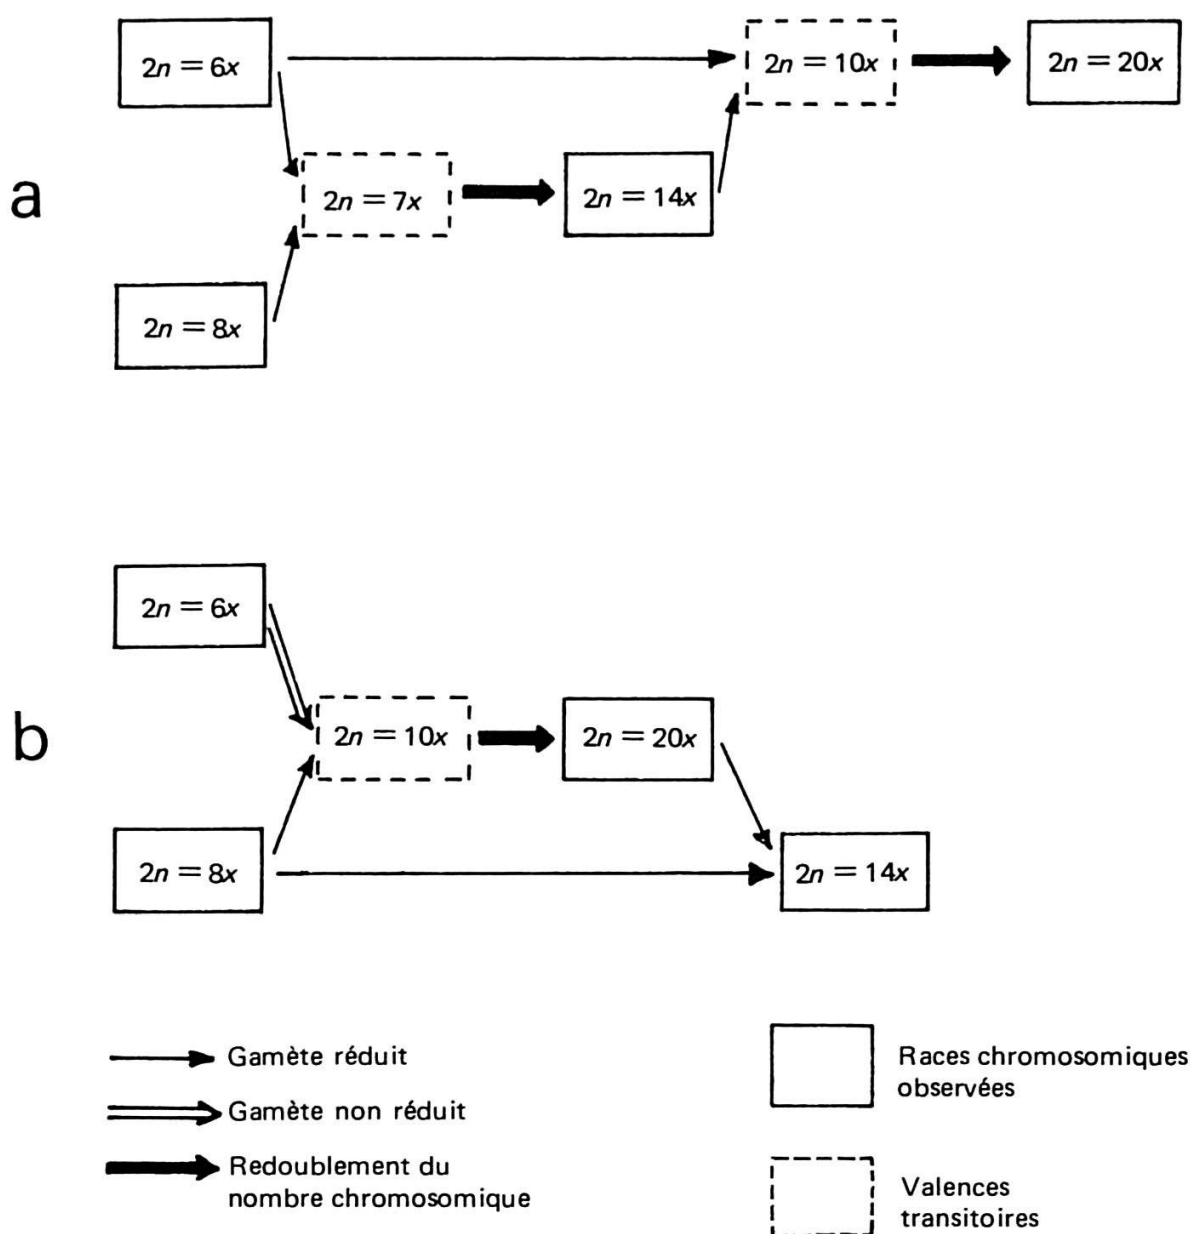 2n = 6x
2n = 10x
2n = 20x
a
2n = 7x
2n = 14x
2n = 8x
2n = 6x
b
2n = 10x
2n = 20x
2n = 8x
2n = 14x
Gamète réduit
Gamète non réduit
Redoublement du
nombre chromosomique
Races chromosomiques
observées
Valences
transitoires